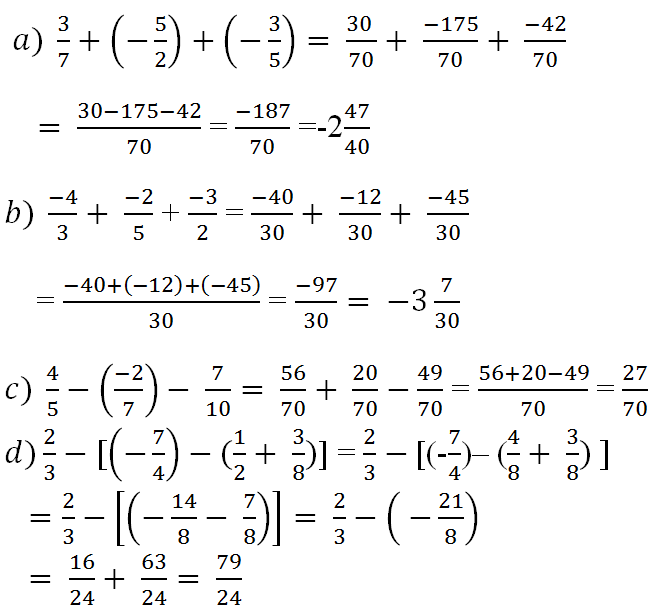 a) 3/7 + (−5/2) + (−3/5) = 30/70 + −175/70 + −42/70
= 30−175−42/70 = −187/70 =-2 47/40
b) −4/3 + −2/5 + −3/2 = −40/30 + −12/30 + −45/30
= −40+(−12)+(−45)/30 = −97/30 = −3 7/30
c) 4/5 − (−2/7) − 7/10 = 56/70 + 20/70 − 49/70 = 56+20−49/70 = 27/70
d) 2/3 − [(−7/4) − (1/2 + 3/8)] = 2/3 − [(-7/4)− (4/8 + 3/8) ]
= 2/3 − [(−14/8 − 7/8)] = 2/3 − ( −21/8)
= 16/24 + 63/24 = 79/24